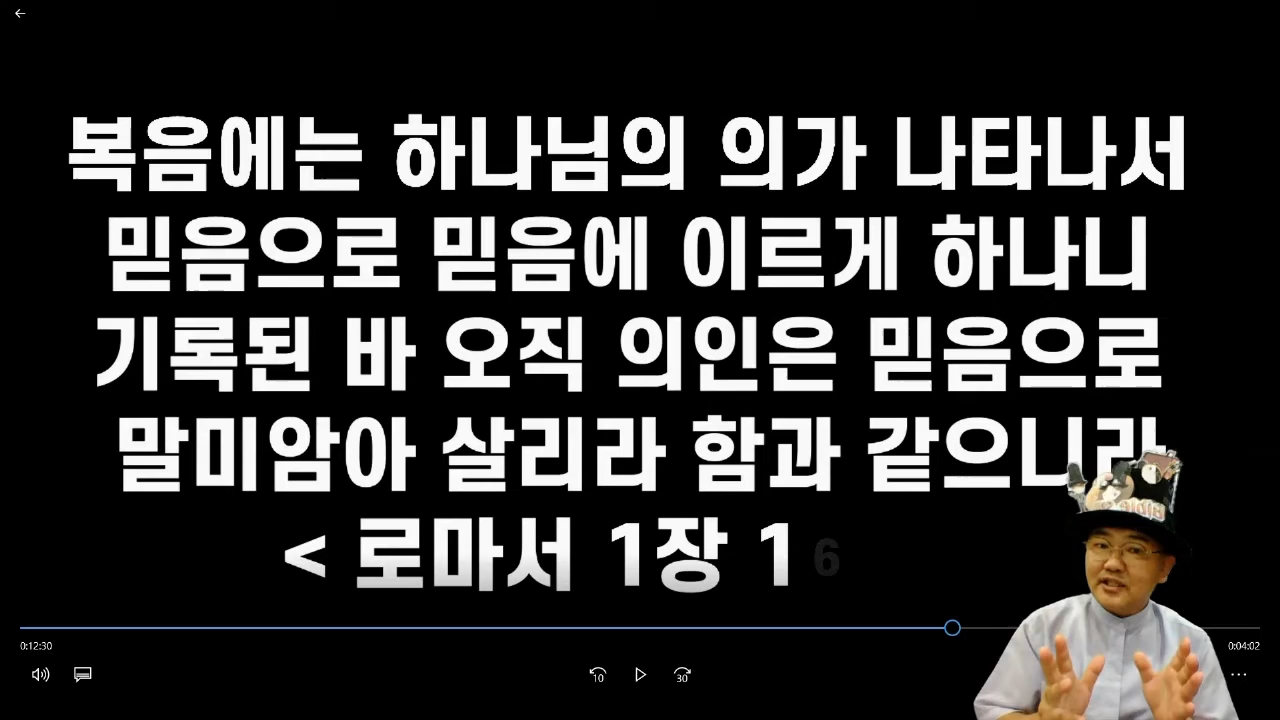 복음에는 하나님의 의가 나타나서
믿음으로 믿음에 이르게 하나니
기록된 바 오직 의인은 믿음으로
말미암아 살리라 함과 같으니라
< 로마서 1장 16
0:12:30
0:04:02
10
30